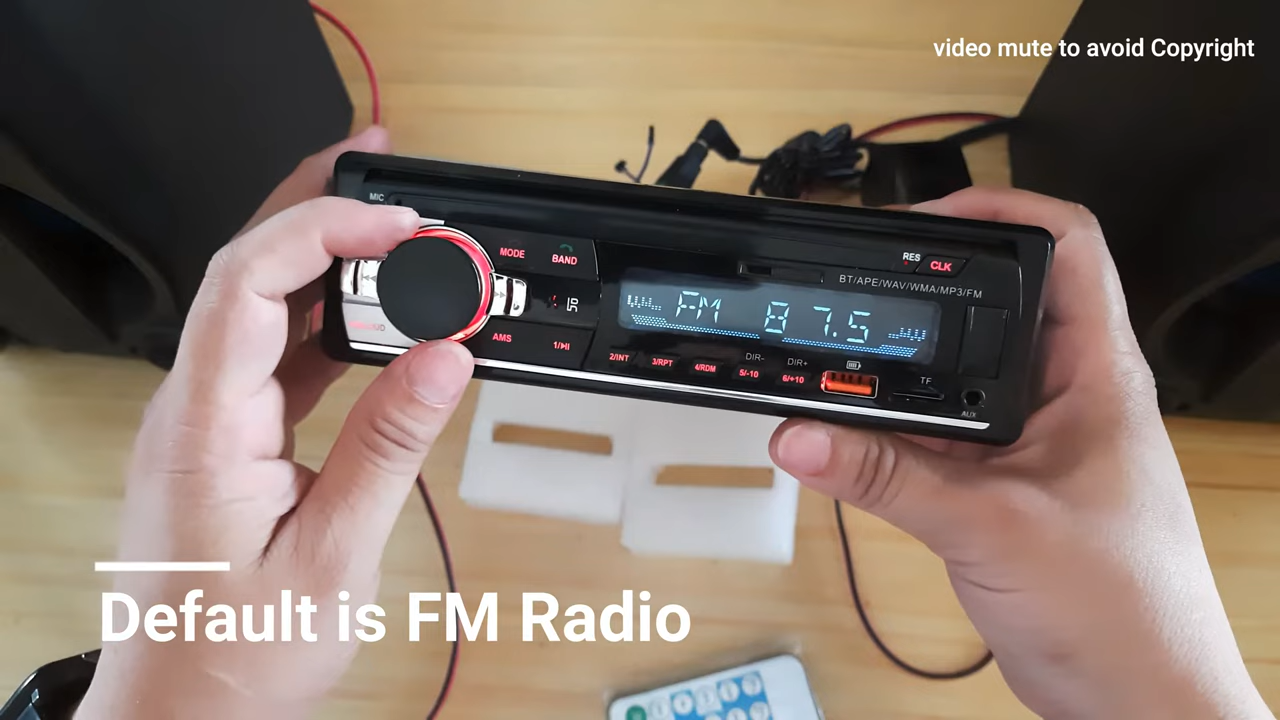 video mute to avoid Copyright
MIC
MODE
BAND
RES
CLK
BT/APE/WAV/WMA/MP3/FM
FM 87.5
AMS
1/▶||
2/INT
3/RPT
4/RDM
DIR-
5/-10
DIR+
6/+10
TF
AUX
Default is FM Radio